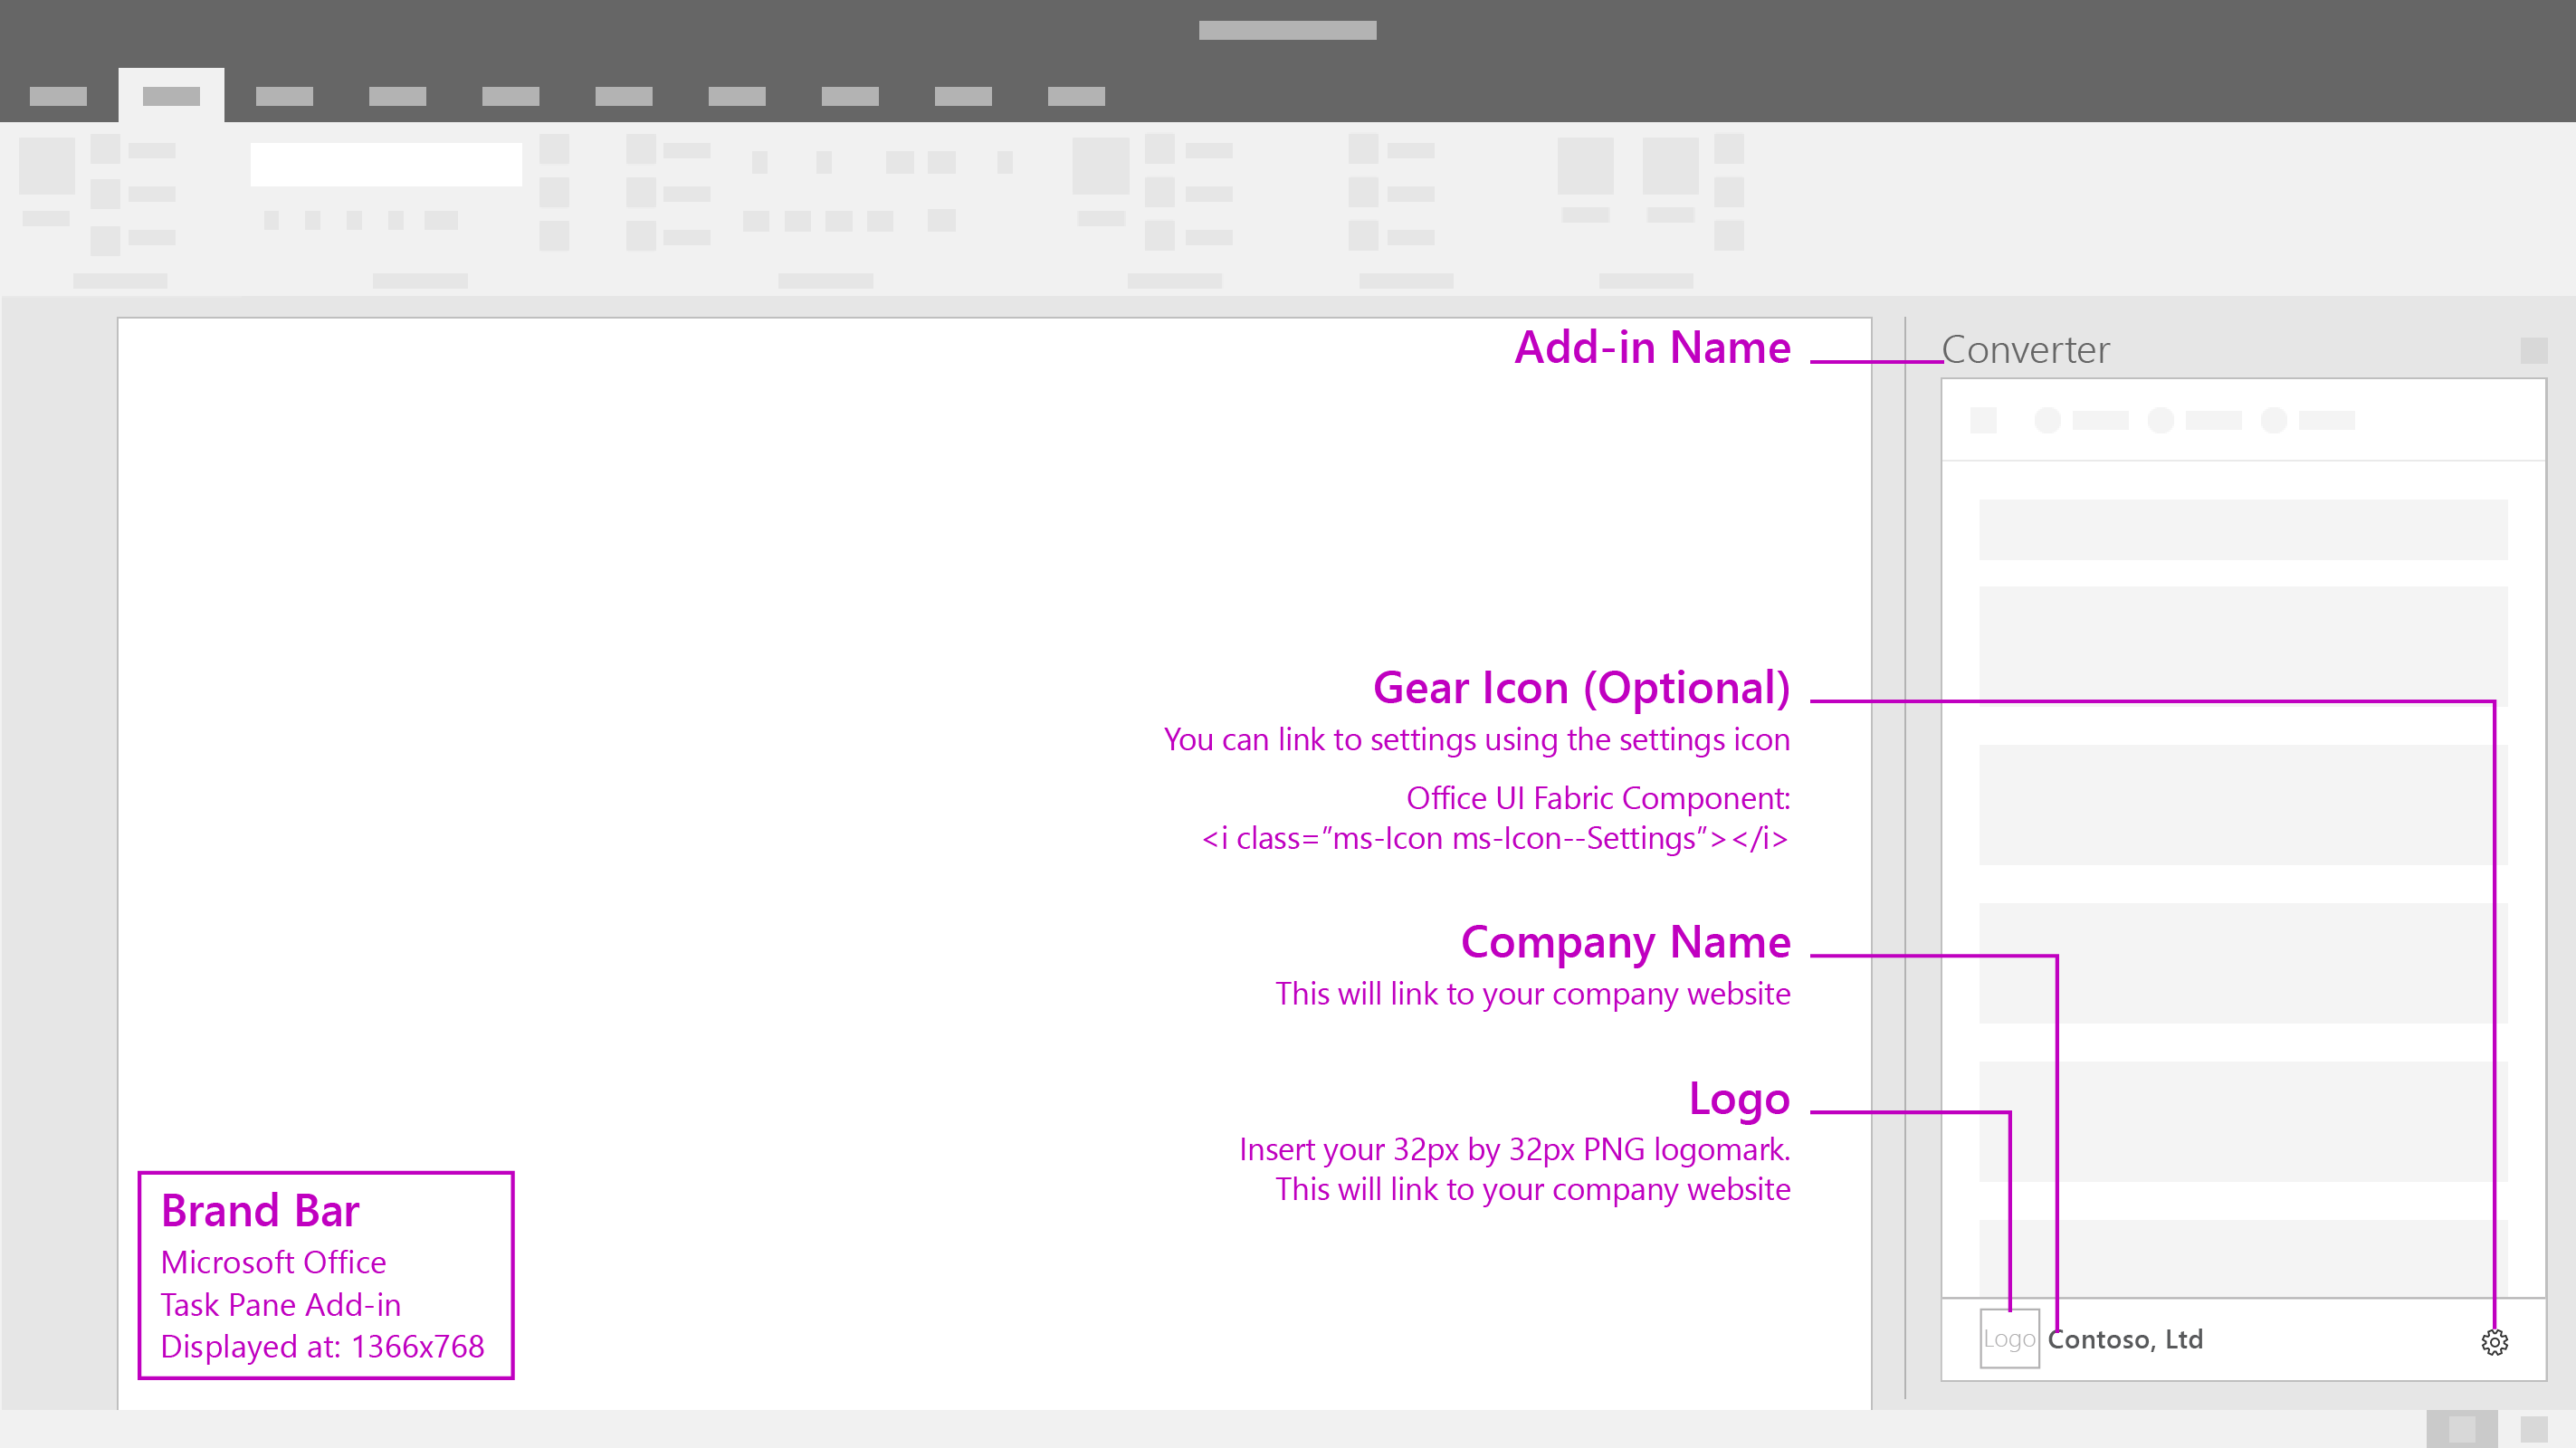 Add-in Name
Converter
Gear Icon (Optional)
You can link to settings using the settings icon
Office UI Fabric Component:
<i class=”ms-Icon ms-Icon--Settings”></i>
Company Name
This will link to your company website
Logo
Insert your 32px by 32px PNG logomark.
This will link to your company website
Brand Bar
Microsoft Office
Task Pane Add-in
Displayed at: 1366x768
Logo
Contoso, Ltd